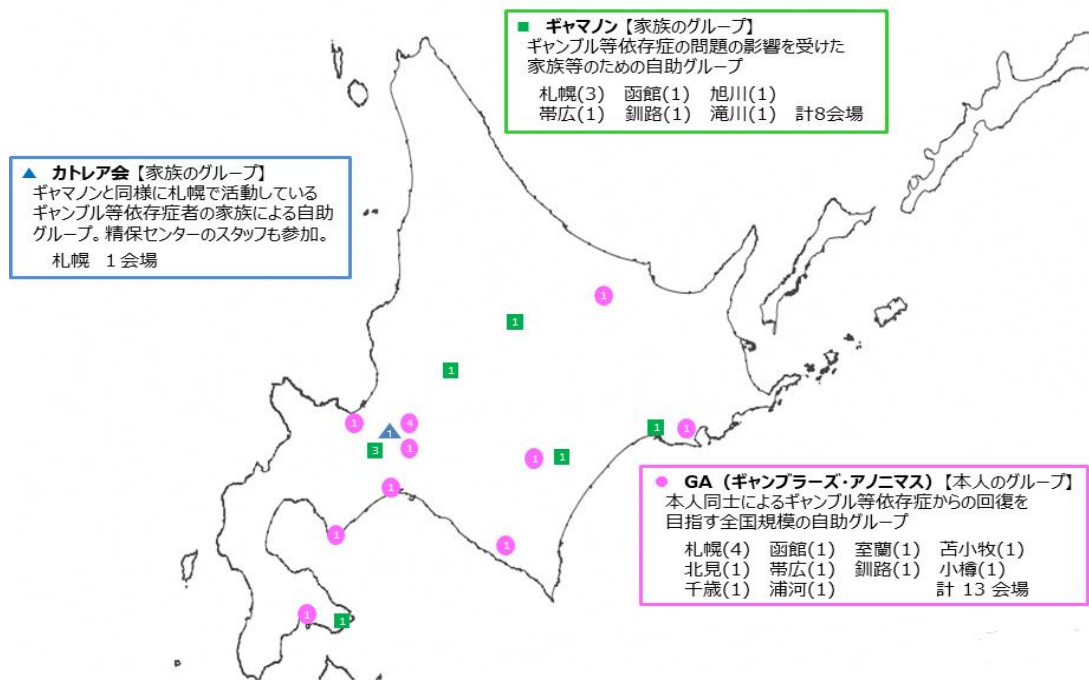 ■ ギャマノン【家族のグループ】
ギャンブル等依存症の問題の影響を受けた
家族等のための自助グループ
札幌(3) 函館(1) 旭川(1)
帯広(1) 釧路(1) 滝川(1) 計8会場
▲ カトレア会【家族のグループ】
ギャマノンと同様に札幌で活動している
ギャンブル等依存症者の家族による自助
グループ。精保センターのスタッフも参加。
札幌 1会場
1
1
1
1
4
1
3
1
1
1
1
1
1
1
1
1
1
● GA（ギャンブラーズ・アノニマス）【本人のグループ】
本人同士によるギャンブル等依存症からの回復を
目指す全国規模の自助グループ
札幌(4) 函館(1) 室蘭(1) 苫小牧(1)
北見(1) 帯広(1) 釧路(1) 小樽(1)
千歳(1) 浦河(1) 計 13 会場